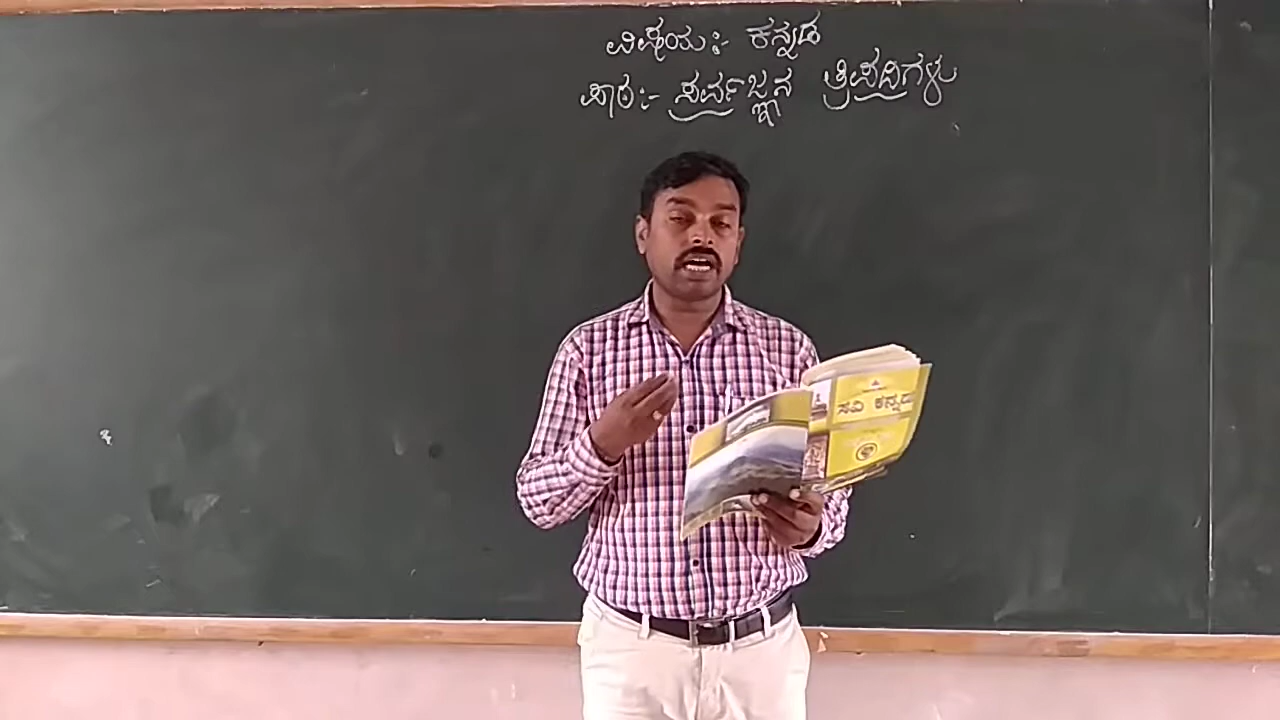 ವಿಷಯ:- ಕನ್ನಡ
ಪಾಠ:- ಸರ್ವಜ್ಞನ ತ್ರಿಪದಿಗಳು
ಸವಿ ಕನ್ನಡ